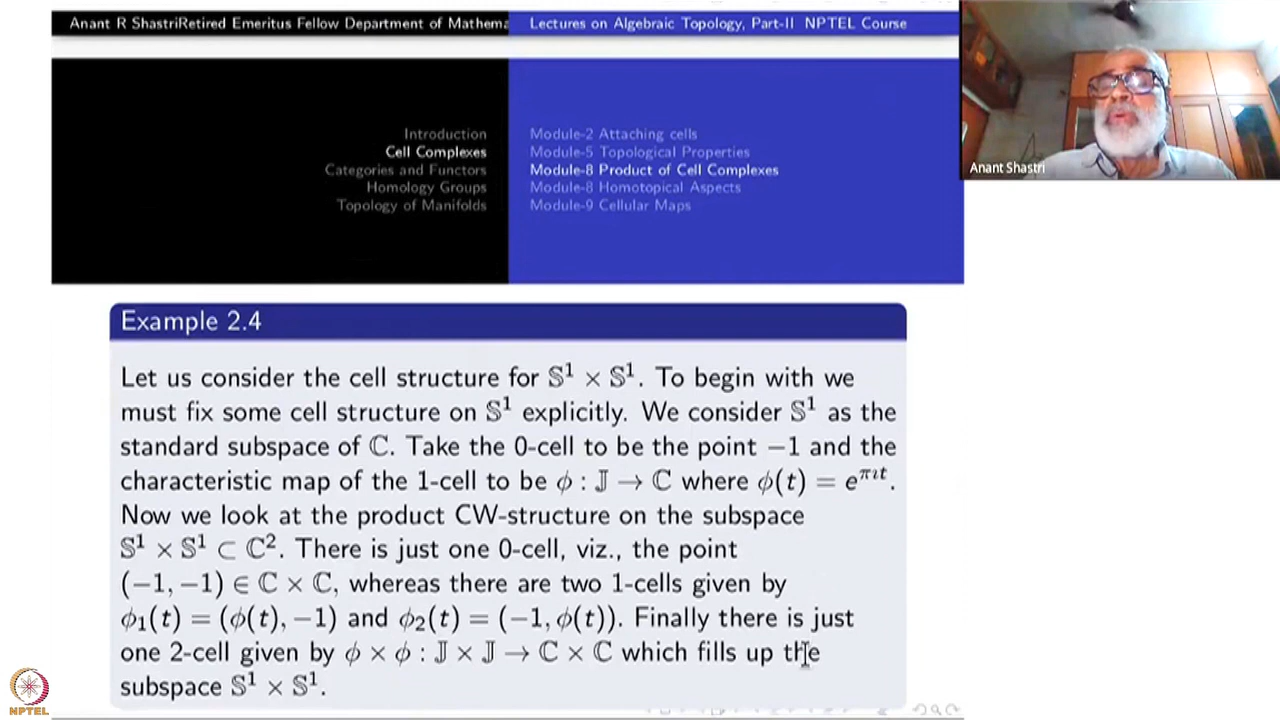 Anant R ShastriRetired Emeritus Fellow Department of Mathema
Lectures on Algebraic Topology, Part-II NPTEL Course
Introduction
Cell Complexes
Categories and Functors
Homology Groups
Topology of Manifolds
Module-2 Attaching cells
Module-5 Topological Properties
Module-8 Product of Cell Complexes
Module-8 Homotopical Aspects
Module-9 Cellular Maps
Anant Shastri
Example 2.4
Let us consider the cell structure for 𝕊¹ × 𝕊¹. To begin with we
must fix some cell structure on 𝕊¹ explicitly. We consider 𝕊¹ as the
standard subspace of ℂ. Take the 0-cell to be the point −1 and the
characteristic map of the 1-cell to be ϕ : 𝕁 → ℂ where ϕ(t) = e^{πıt}.
Now we look at the product CW-structure on the subspace
𝕊¹ × 𝕊¹ ⊂ ℂ². There is just one 0-cell, viz., the point
(−1, −1) ∈ ℂ × ℂ, whereas there are two 1-cells given by
ϕ₁(t) = (ϕ(t), −1) and ϕ₂(t) = (−1, ϕ(t)). Finally there is just
one 2-cell given by ϕ × ϕ : 𝕁 × 𝕁 → ℂ × ℂ which fills up the
subspace 𝕊¹ × 𝕊¹.
NPTEL